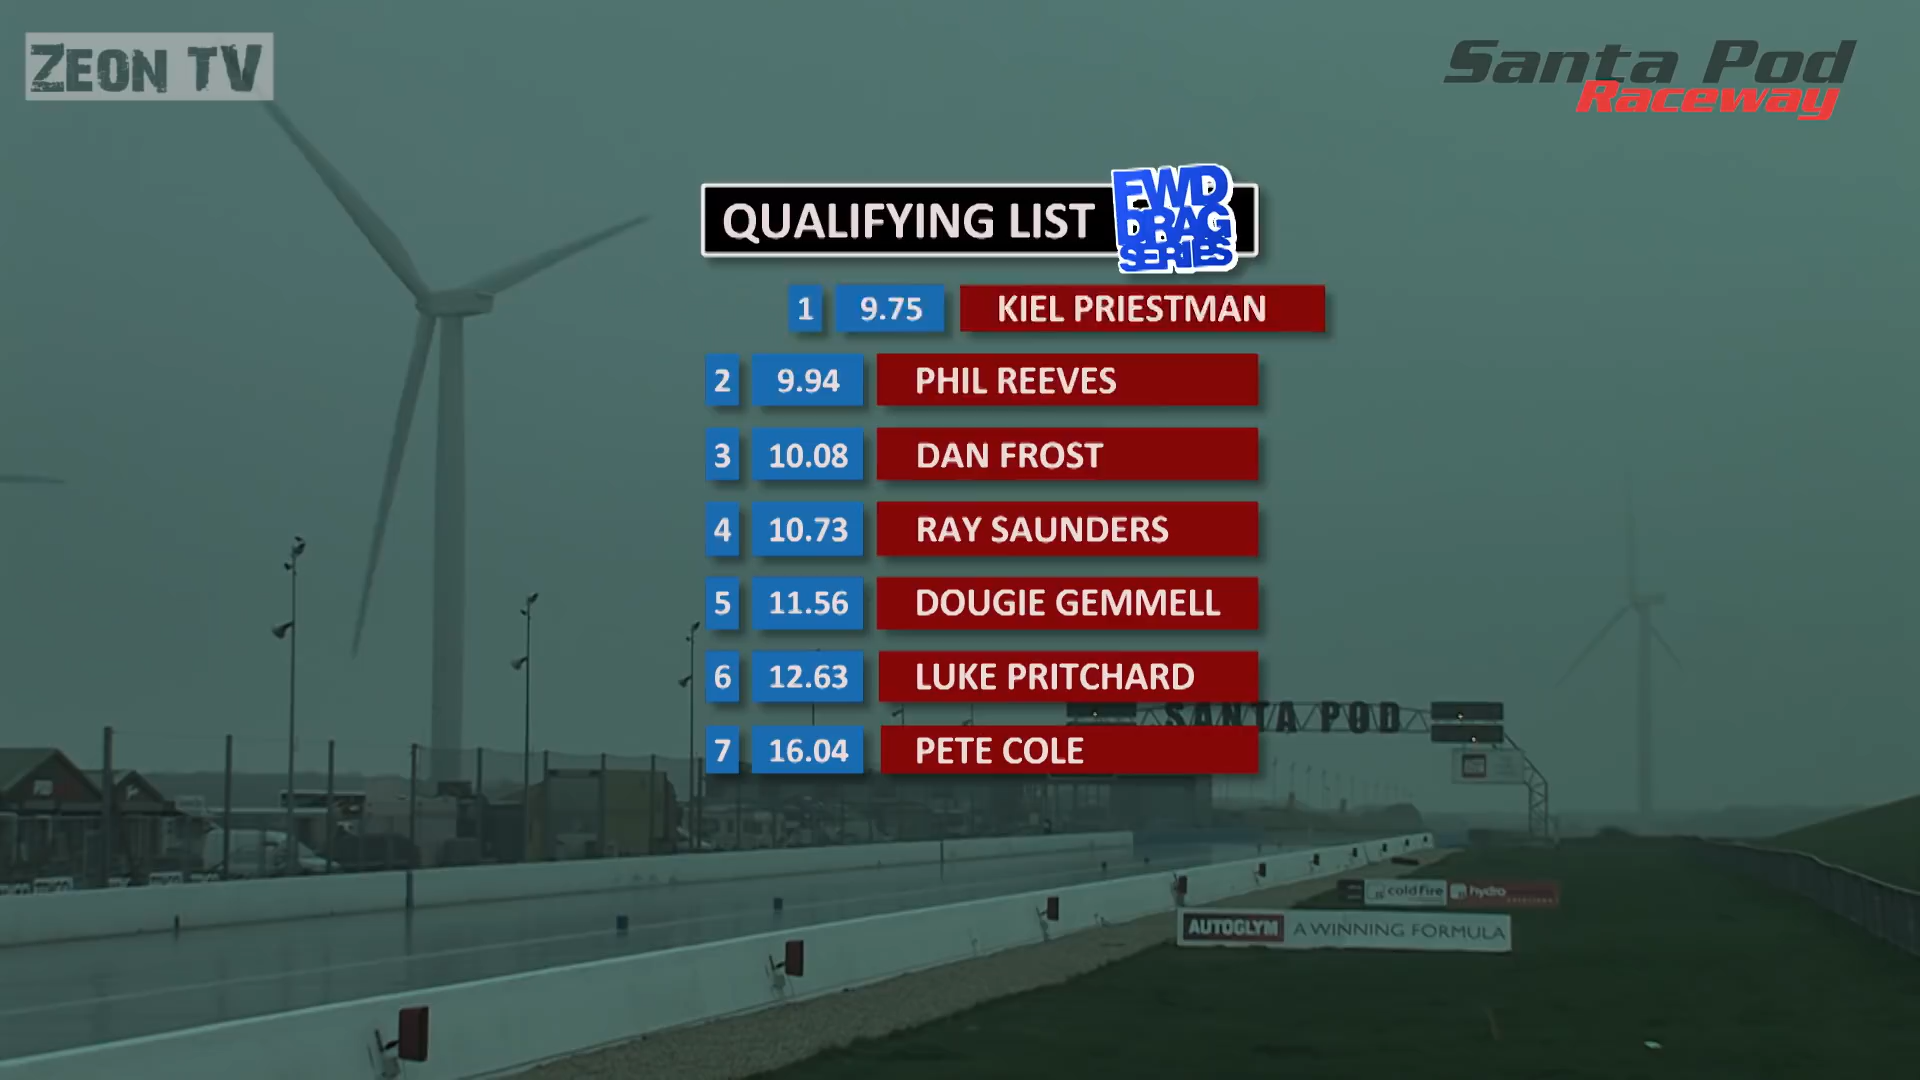 ZEON TV
Santa Pod
Raceway
QUALIFYING LIST
FWD
DRAG
SERIES
1 9.75 KIEL PRIESTMAN
2 9.94 PHIL REEVES
3 10.08 DAN FROST
4 10.73 RAY SAUNDERS
5 11.56 DOUGIE GEMMELL
6 12.63 LUKE PRITCHARD
7 16.04 PETE COLE
SANTA POD
coldfire hydro
AUTOGLYM A WINNING FORMULA